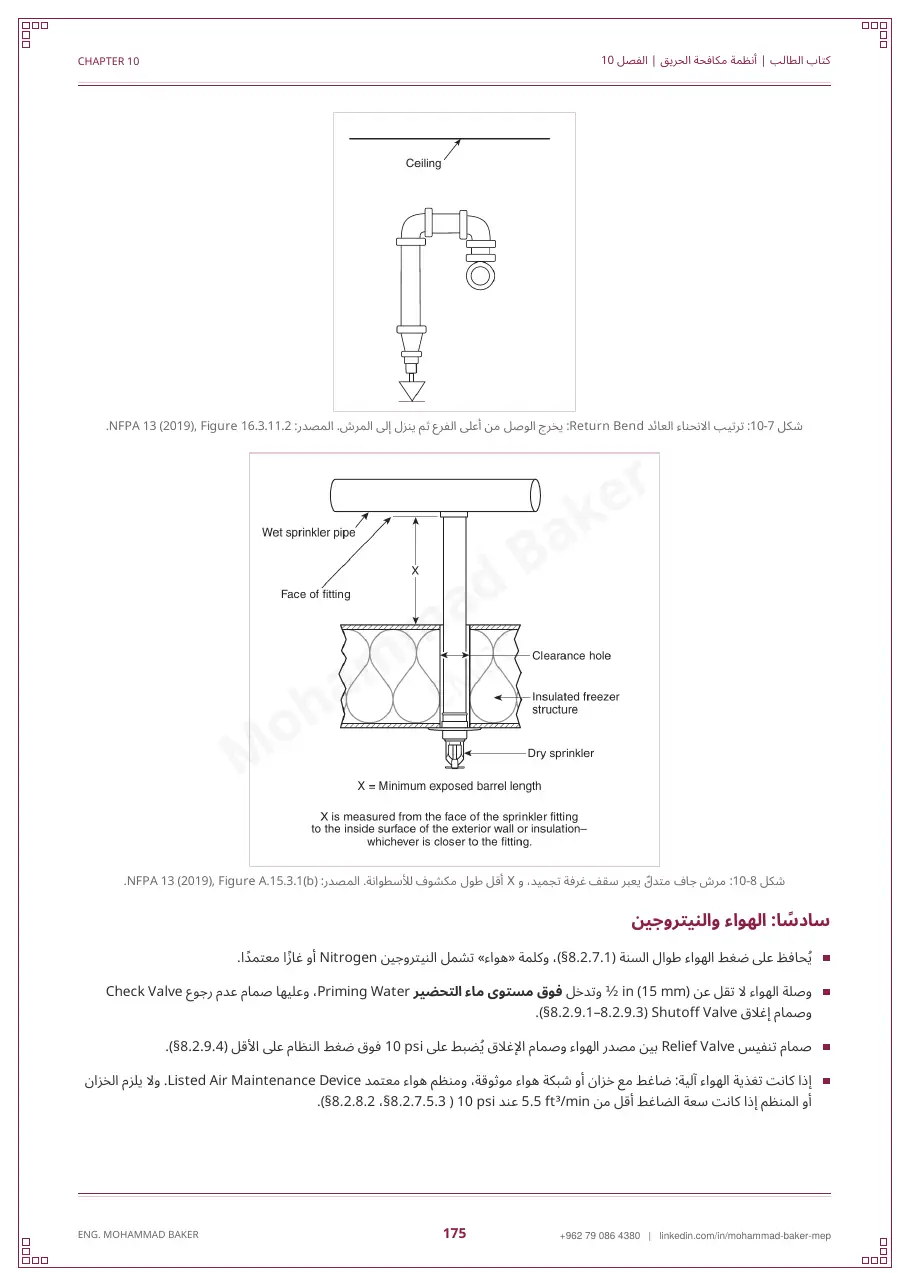 CHAPTER 10
كتاب الطالب | أنظمة مكافحة الحريق | الفصل 10
Ceiling
شكل 7-10: ترتيب الانحناء العائد Return Bend: يخرج الوصل من أعلى الفرع ثم ينزل إلى المرش. المصدر: NFPA 13 (2019), Figure 16.3.11.2.
Wet sprinkler pipe
Face of fitting
X
Clearance hole
Insulated freezer
structure
Dry sprinkler
X = Minimum exposed barrel length
X is measured from the face of the sprinkler fitting
to the inside surface of the exterior wall or insulation–
whichever is closer to the fitting.
Mohammad Baker
شكل 8-10: مرش جاف متدلٍّ يعبر سقف غرفة تجميد، و X أقل طول مكشوف للأسطوانة. المصدر: NFPA 13 (2019), Figure A.15.3.1(b).
سادسًا: الهواء والنيتروجين
يُحافظ على ضغط الهواء طوال السنة (§8.2.7.1)، وكلمة «هواء» تشمل النيتروجين Nitrogen أو غازًا معتمدًا.
وصلة الهواء لا تقل عن ½ in (15 mm) وتدخل فوق مستوى ماء التحضير Priming Water، وعليها صمام عدم رجوع Check Valve
وصمام إغلاق Shutoff Valve (§8.2.9.1–8.2.9.3).
صمام تنفيس Relief Valve بين مصدر الهواء وصمام الإغلاق يُضبط على 10 psi فوق ضغط النظام على الأقل (§8.2.9.4).
إذا كانت تغذية الهواء آلية: ضاغط مع خزان أو شبكة هواء موثوقة، ومنظم هواء معتمد Listed Air Maintenance Device. ولا يلزم الخزان
أو المنظم إذا كانت سعة الضاغط أقل من 5.5 ft³/min عند 10 psi ( §8.2.7.5.3، §8.2.8.2).
ENG. MOHAMMAD BAKER
175
+962 79 086 4380 | linkedin.com/in/mohammad-baker-mep